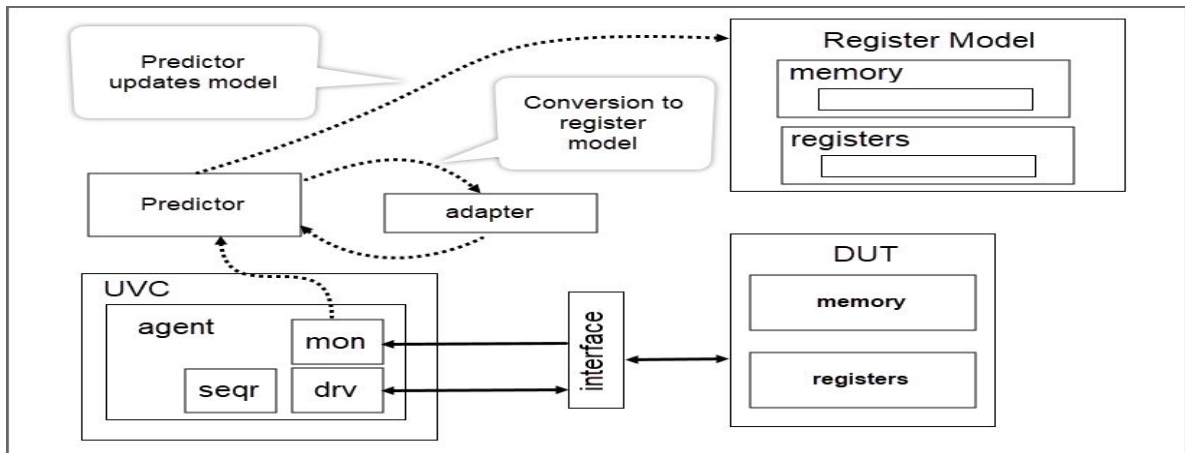 Predictor
updates model
Conversion to
register
model
Register Model
memory
registers
Predictor
adapter
UVC
agent
mon
seqr
drv
interface
DUT
memory
registers